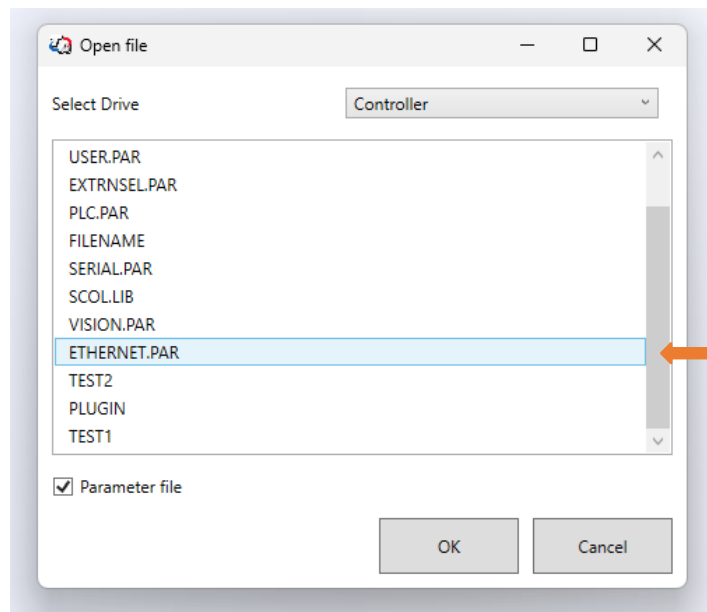 Open file
Select Drive Controller
USER.PAR
EXTRNSEL.PAR
PLC.PAR
FILENAME
SERIAL.PAR
SCOL.LIB
VISION.PAR
ETHERNET.PAR
TEST2
PLUGIN
TEST1
Parameter file
OK Cancel